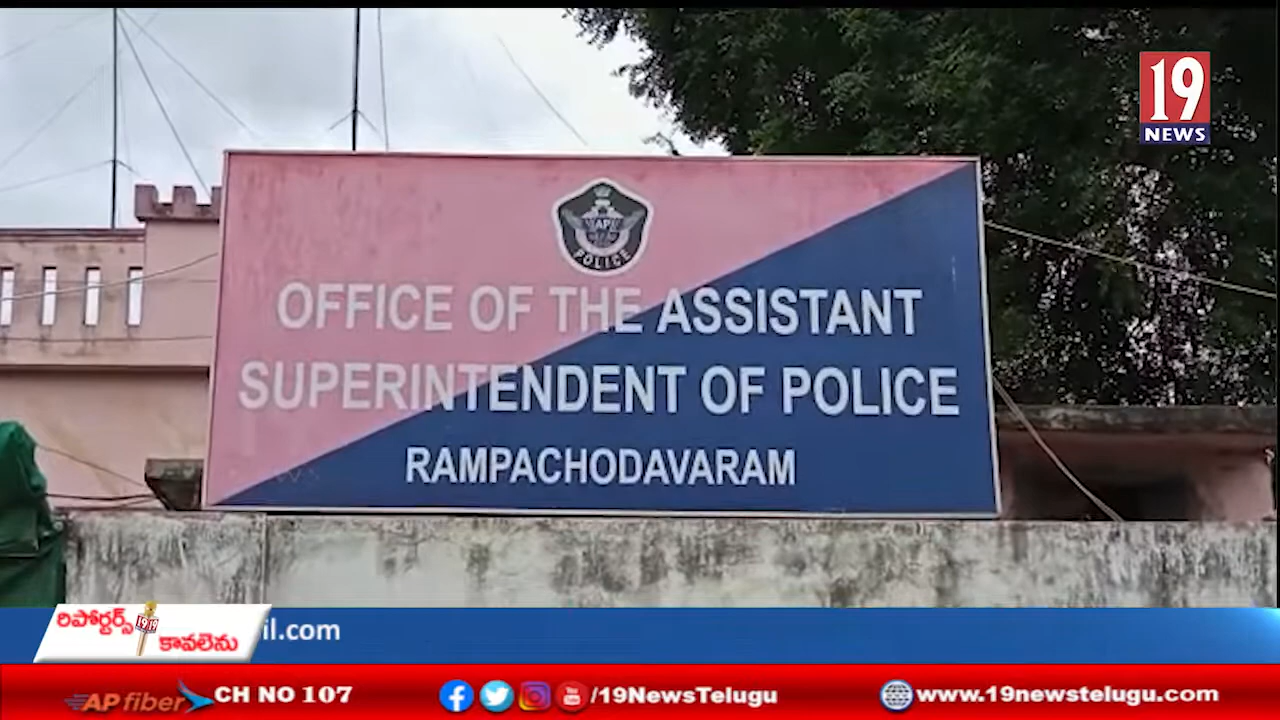 19
NEWS
AP
POLICE
OFFICE OF THE ASSISTANT
SUPERINTENDENT OF POLICE
RAMPACHODAVARAM
రిపోర్టర్స్
కావలెను
il.com
AP fiber CH NO 107 /19NewsTelugu www.19newstelugu.com